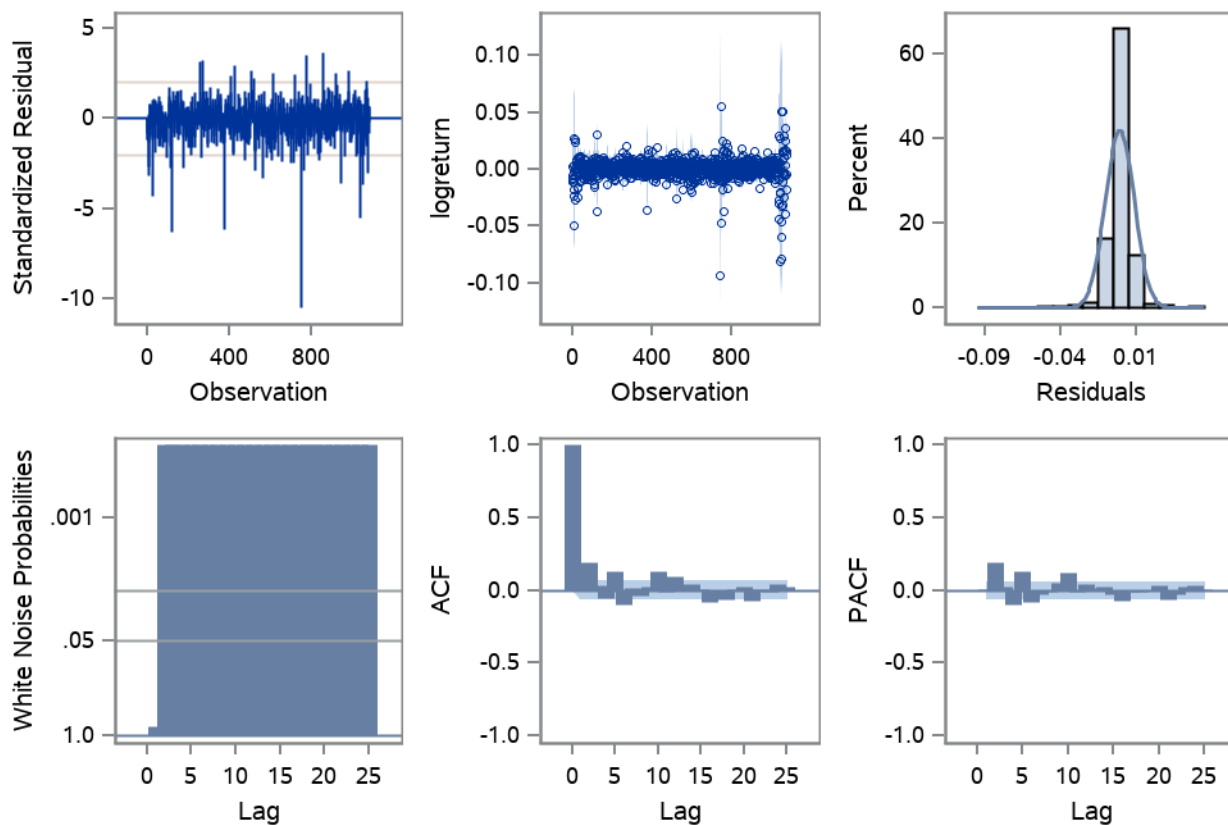 Standardized Residual
5
0
-5
-10
0 400 800
Observation
logreturn
0.10
0.05
0.00
-0.05
-0.10
0 400 800
Observation
Percent
60
40
20
0
-0.09 -0.04 0.01
Residuals
White Noise Probabilities
.001
.05
1.0
0 5 10 15 20 25
Lag
ACF
1.0
0.5
0.0
-0.5
-1.0
0 5 10 15 20 25
Lag
PACF
1.0
0.5
0.0
-0.5
-1.0
0 5 10 15 20 25
Lag